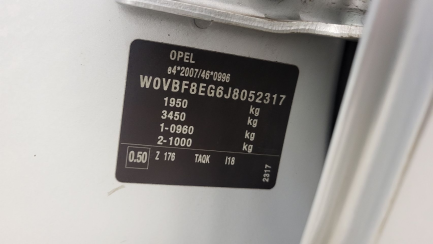 OPEL
e4*2007/46*0996
W0VBF8EG6J8052317
1950 kg
3450 kg
1-0960 kg
2-1000 kg
0.50 Z 176 TAQK I18
2317